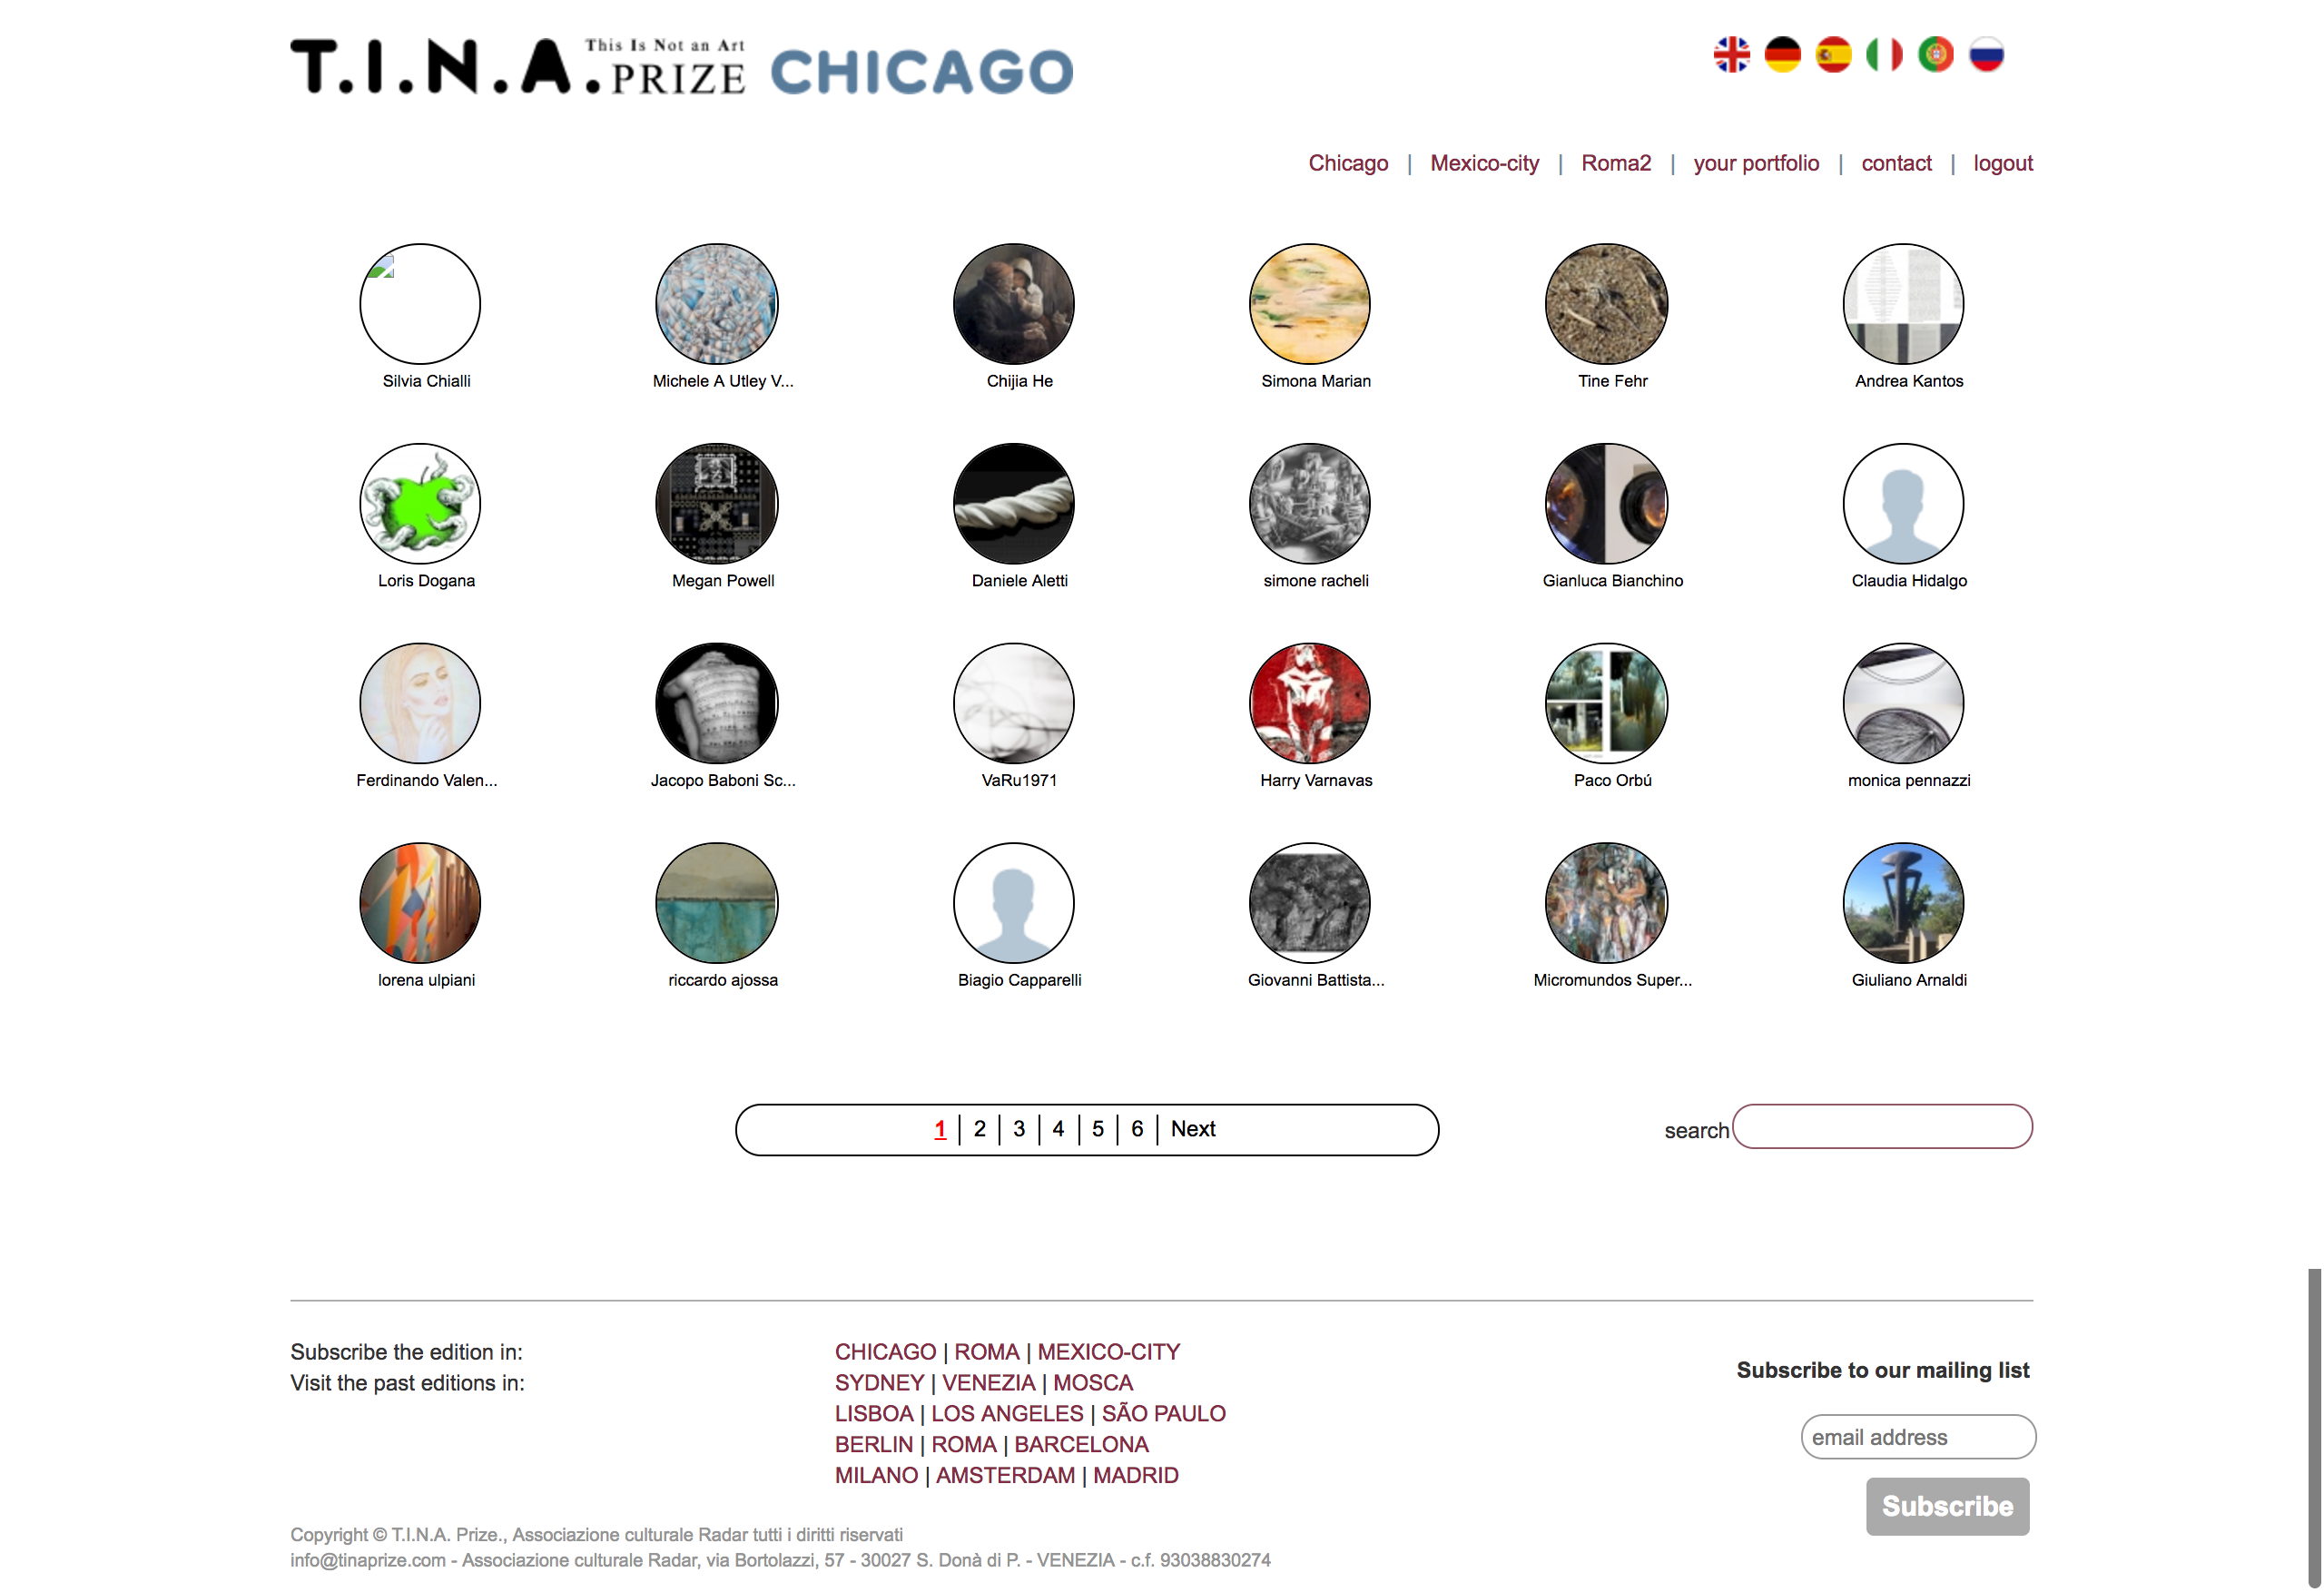 T.I.N.A. This Is Not an Art PRIZE CHICAGO
Chicago | Mexico-city | Roma2 | your portfolio | contact | logout
Silvia Chialli
Michele A Utley V...
Chijia He
Simona Marian
Tine Fehr
Andrea Kantos
Loris Dogana
Megan Powell
Daniele Aletti
simone racheli
Gianluca Bianchino
Claudia Hidalgo
Ferdinando Valen...
Jacopo Baboni Sc...
VaRu1971
Harry Varnavas
Paco Orbú
monica pennazzi
lorena ulpiani
riccardo ajossa
Biagio Capparelli
Giovanni Battista...
Micromundos Super...
Giuliano Arnaldi
1 | 2 | 3 | 4 | 5 | 6 | Next
search
Subscribe the edition in:
Visit the past editions in:
CHICAGO | ROMA | MEXICO-CITY
SYDNEY | VENEZIA | MOSCA
LISBOA | LOS ANGELES | SÃO PAULO
BERLIN | ROMA | BARCELONA
MILANO | AMSTERDAM | MADRID
Subscribe to our mailing list
email address
Subscribe
Copyright © T.I.N.A. Prize., Associazione culturale Radar tutti i diritti riservati
info@tinaprize.com - Associazione culturale Radar, via Bortolazzi, 57 - 30027 S. Donà di P. - VENEZIA - c.f. 93038830274